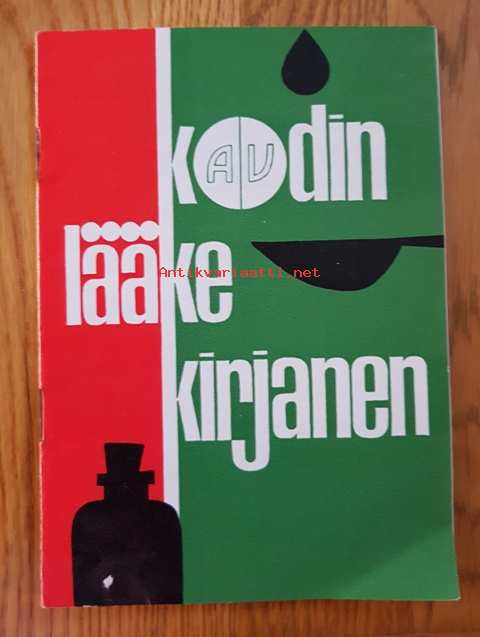 kodin
AV
lääke
Antikvariaatti.net
kirjanen